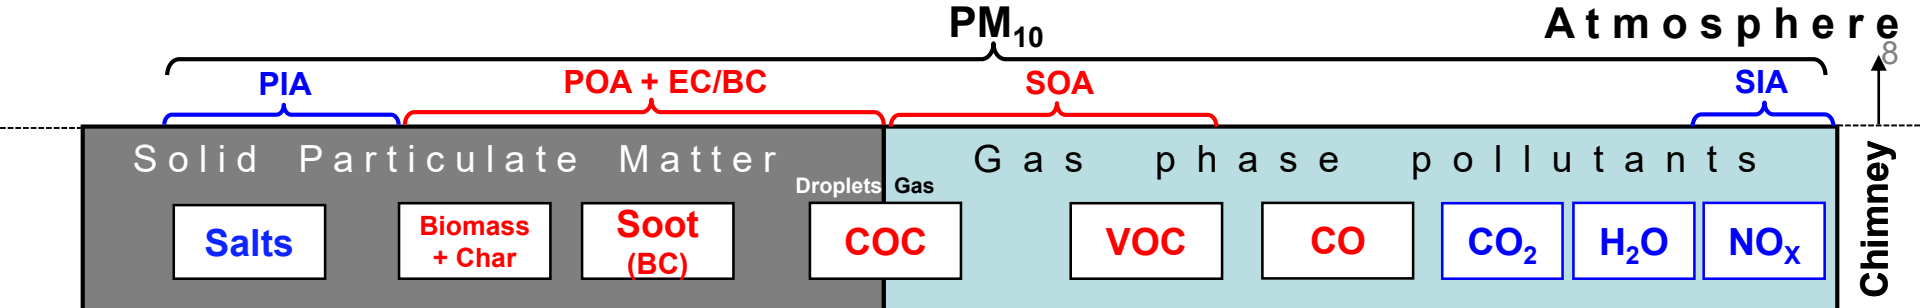 PM10
Atmosphere
8
PIA
POA + EC/BC
SOA
SIA
Solid Particulate Matter
Gas phase pollutants
Droplets
Gas
Salts
Biomass
+ Char
Soot
(BC)
COC
VOC
CO
CO2
H2O
NOX
Chimney